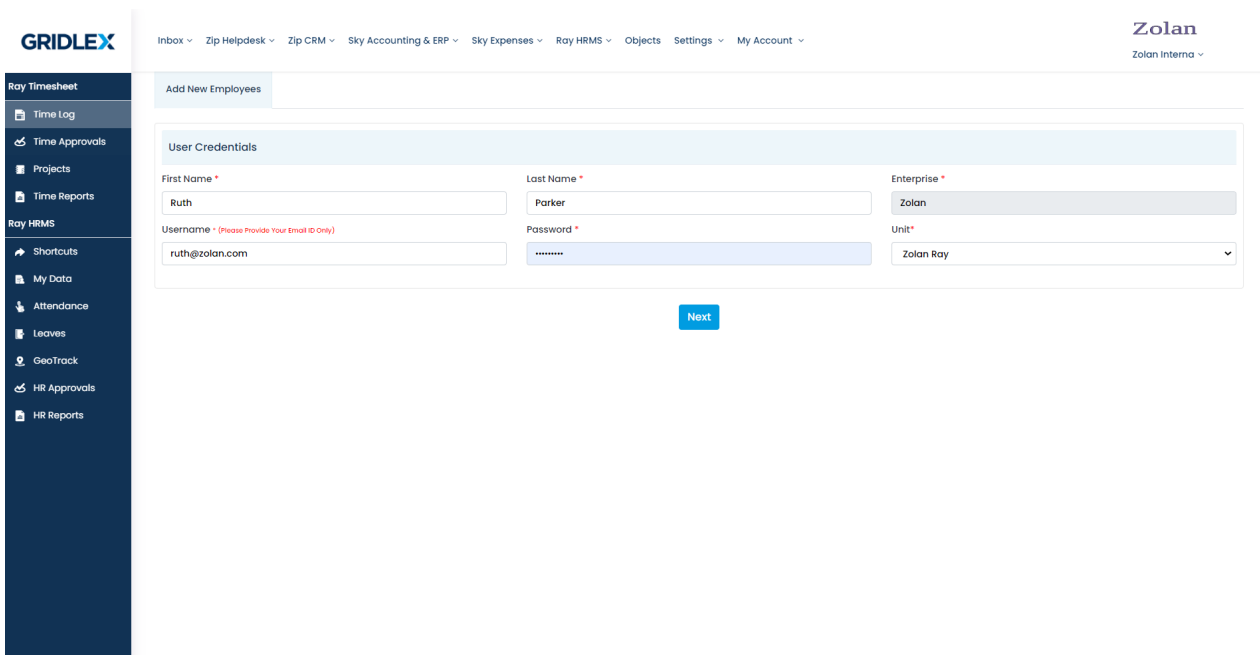 GRIDLEX
Inbox Zip Helpdesk Zip CRM Sky Accounting & ERP Sky Expenses Ray HRMS Objects Settings My Account
Zolan
Zolan Interna
Ray Timesheet
Time Log
Time Approvals
Projects
Time Reports
Ray HRMS
Shortcuts
My Data
Attendance
Leaves
GeoTrack
HR Approvals
HR Reports
Add New Employees
User Credentials
First Name * Last Name * Enterprise *
Ruth Parker Zolan
Username * (Please Provide Your Email ID Only) Password * Unit*
ruth@zolan.com ••••••••• Zolan Ray
Next